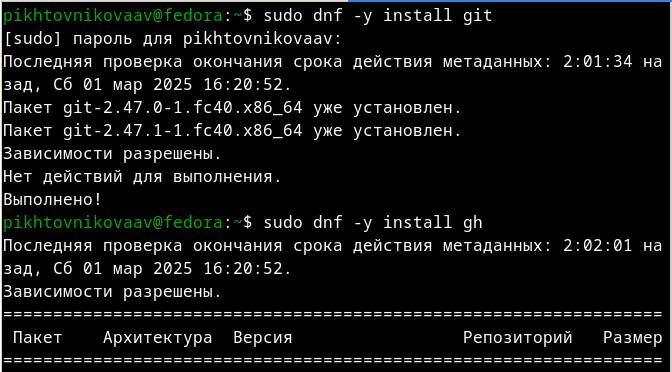 pikhtovnikovaav@fedora:~$ sudo dnf -y install git
[sudo] пароль для pikhtovnikovaav:
Последняя проверка окончания срока действия метаданных: 2:01:34 на
зад, Сб 01 мар 2025 16:20:52.
Пакет git-2.47.0-1.fc40.x86_64 уже установлен.
Пакет git-2.47.1-1.fc40.x86_64 уже установлен.
Зависимости разрешены.
Нет действий для выполнения.
Выполнено!
pikhtovnikovaav@fedora:~$ sudo dnf -y install gh
Последняя проверка окончания срока действия метаданных: 2:02:01 на
зад, Сб 01 мар 2025 16:20:52.
Зависимости разрешены.
==================================================================
Пакет    Архитектура  Версия                 Репозиторий   Размер
==================================================================